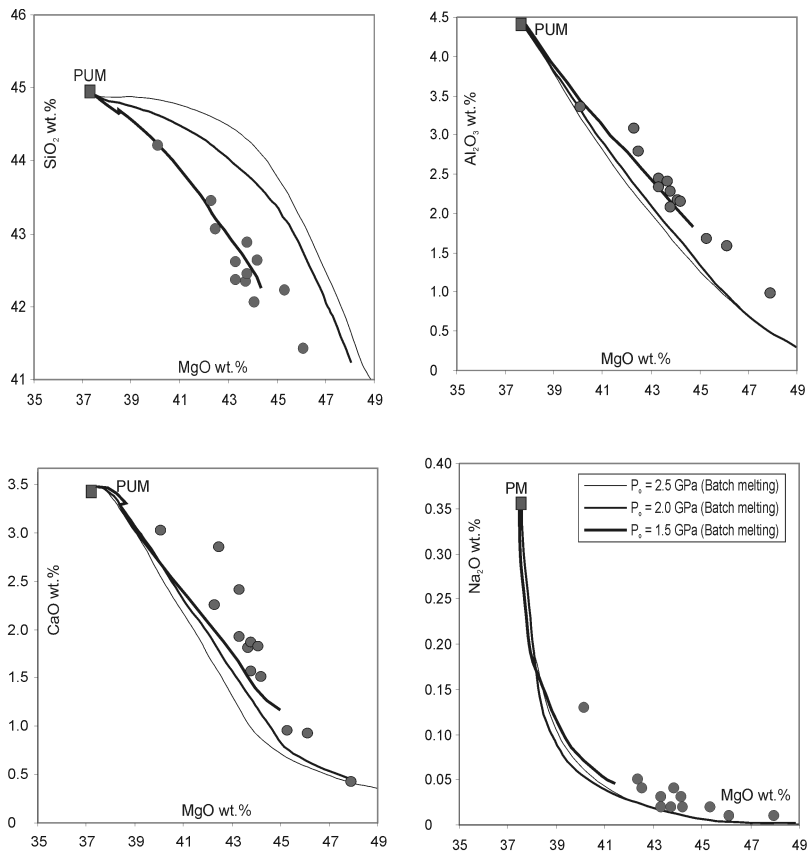 46
45
44
43
42
41
SiO₂ wt.%
PUM
MgO wt.%
35 37 39 41 43 45 47 49
4.5
4.0
3.5
3.0
2.5
2.0
1.5
1.0
0.5
0
Al₂O₃ wt.%
PUM
MgO wt.%
35 37 39 41 43 45 47 49
3.5
3.0
2.5
2.0
1.5
1.0
0.5
0
CaO wt.%
PUM
MgO wt.%
35 37 39 41 43 45 47 49
0.40
0.35
0.30
0.25
0.20
0.15
0.10
0.05
0
Na₂O wt.%
PM
P₀ = 2.5 GPa (Batch melting)
P₀ = 2.0 GPa (Batch melting)
P₀ = 1.5 GPa (Batch melting)
MgO wt.%
35 37 39 41 43 45 47 49